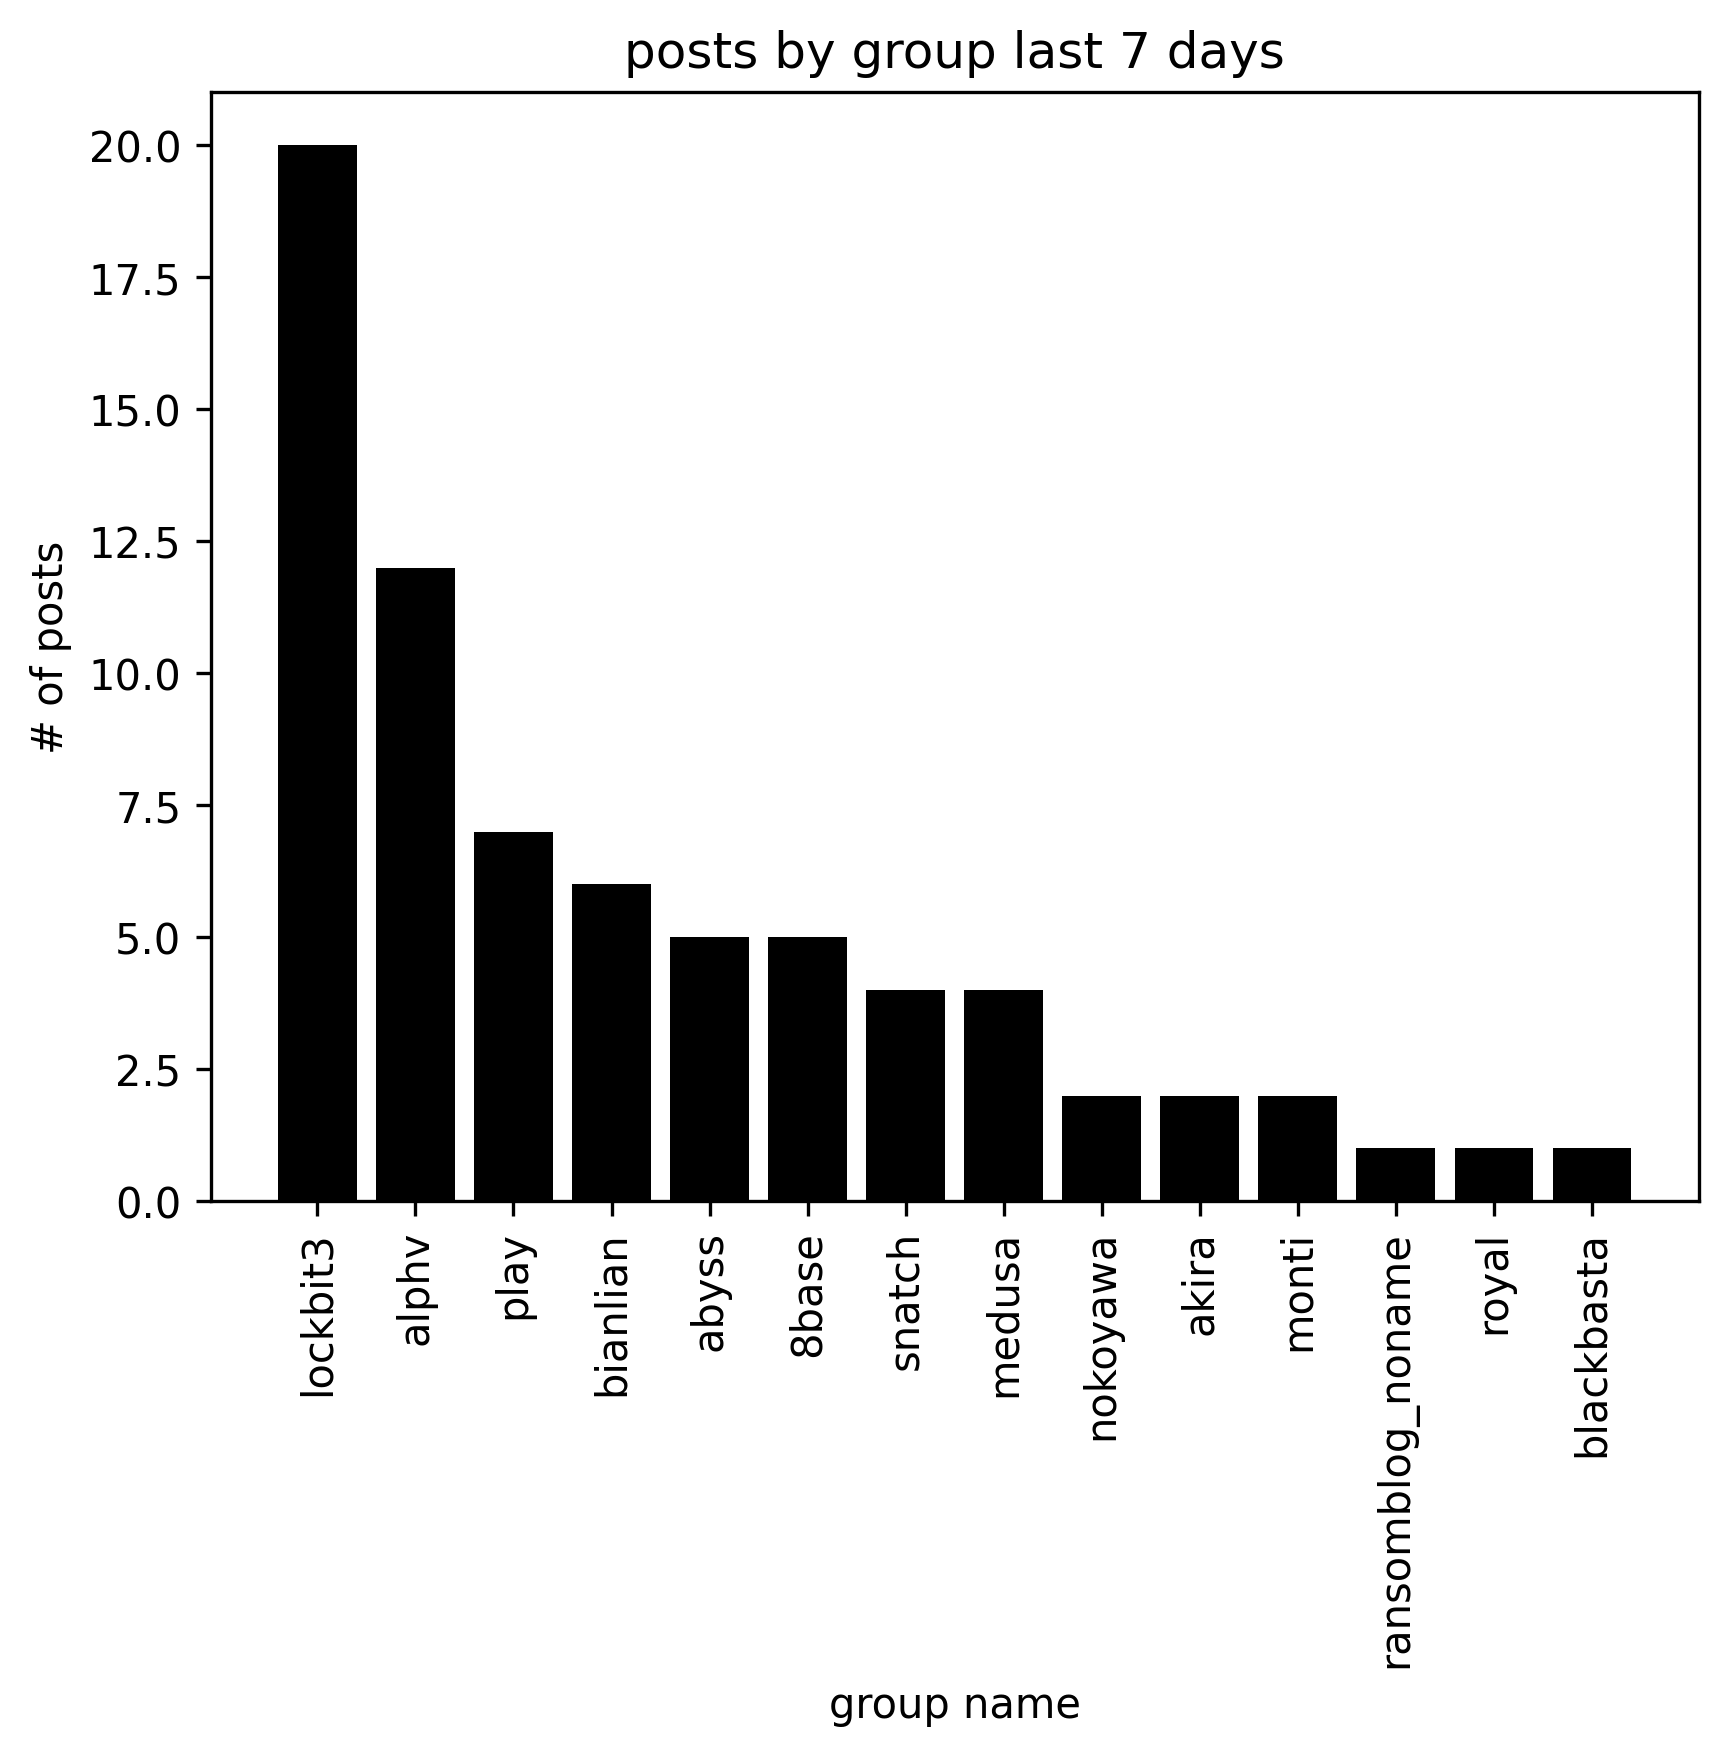 posts by group last 7 days
# of posts
20.0
17.5
15.0
12.5
10.0
7.5
5.0
2.5
0.0
lockbit3
alphv
play
bianlian
abyss
8base
snatch
medusa
nokoyawa
akira
monti
ransomblog_noname
royal
blackbasta
group name